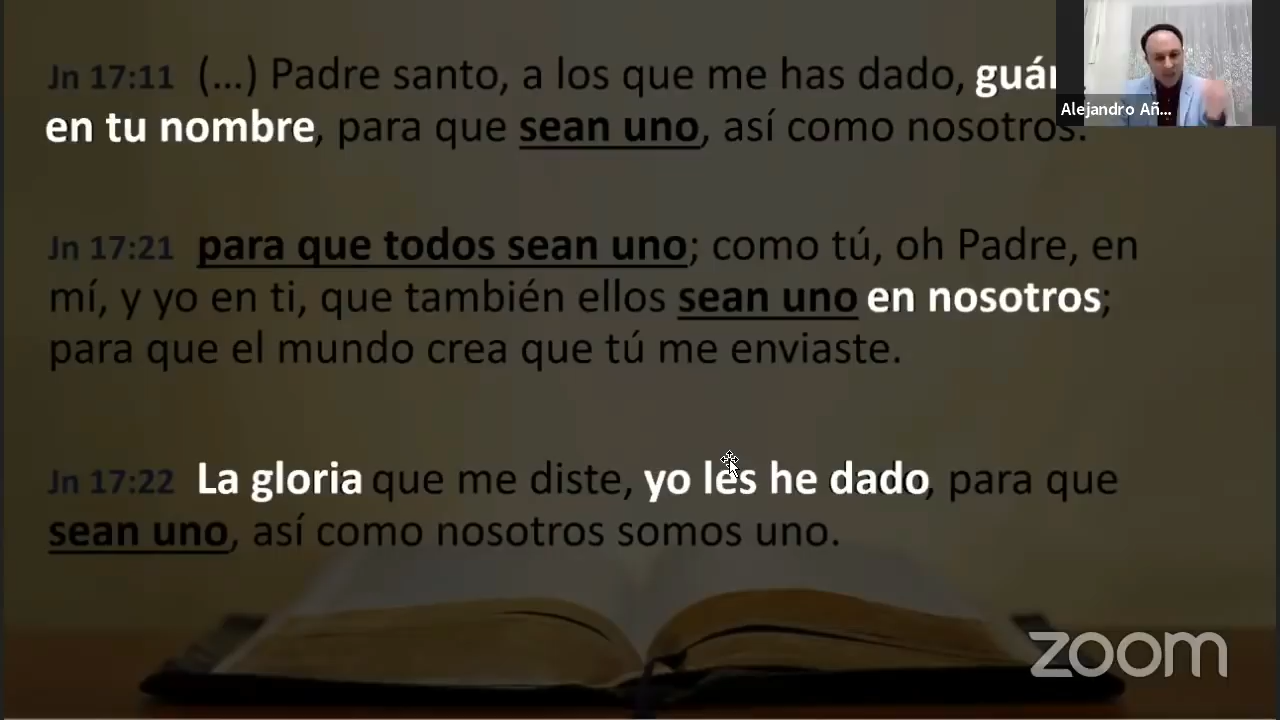 Jn 17:11 (...) Padre santo, a los que me has dado,
en tu nombre, para que sean uno, así como nosotros.
Jn 17:21 para que todos sean uno; como tú, oh Padre, en
mí, y yo en ti, que también ellos sean uno en nosotros;
para que el mundo crea que tú me enviaste.
Jn 17:22 La gloria que me diste, yo les he dado, para que
sean uno, así como nosotros somos uno.
Alejandro Añ...
zoom